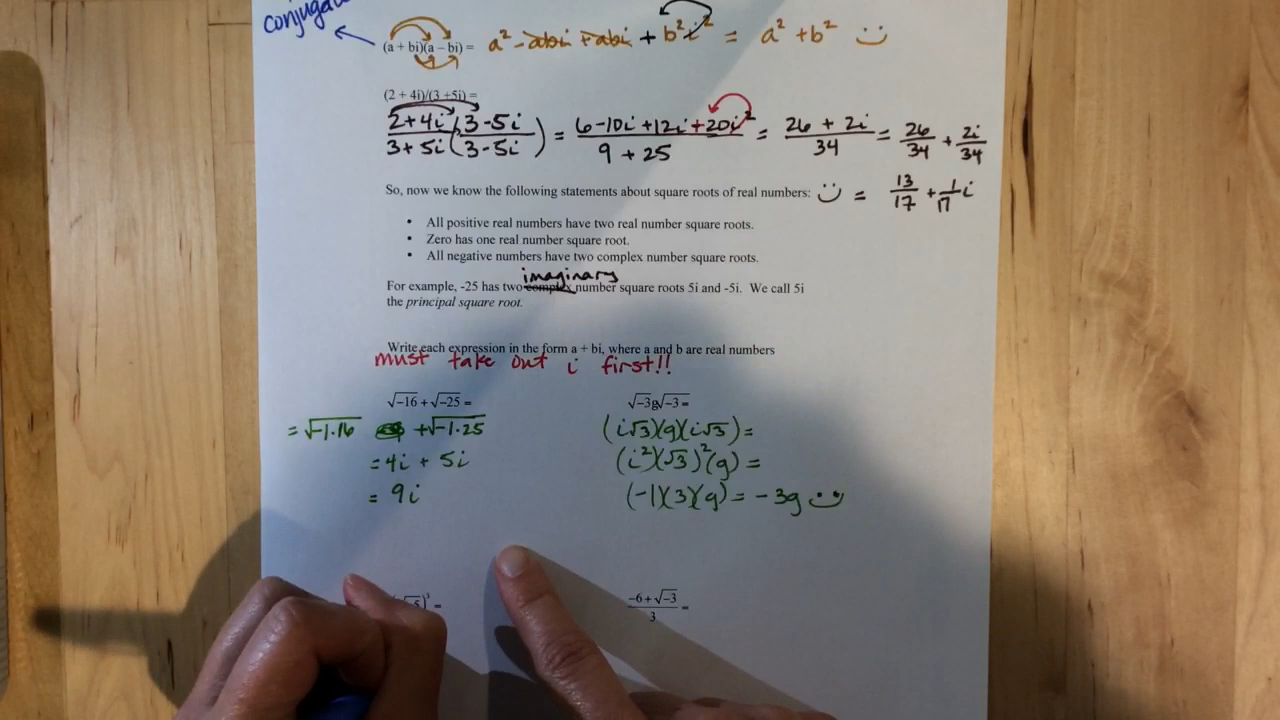 (a + bi)(a − bi) = a² - abi + abi + b²i² = a² + b²
(2 + 4i)/(3 +5i) =
2+4i/3+5i (3-5i/3-5i) = 6-10i+12i+20i²/9+25 = 26+2i/34 = 26/34 + 2i/34
So, now we know the following statements about square roots of real numbers: = 13/17 + 1/17 i
• All positive real numbers have two real number square roots.
• Zero has one real number square root.
• All negative numbers have two complex number square roots.
imaginary
For example, -25 has two complex number square roots 5i and -5i. We call 5i
the principal square root.
Write each expression in the form a + bi, where a and b are real numbers
must take out i first!!
√−16 + √−25 =
= √-1·16 + √-1·25
= 4i + 5i
= 9i
√−3g√−3 =
(i√3)(g)(i√3) =
(i²)(√3)²(g) =
(-1)(3)(g) = -3g
−6+√−3/3 =